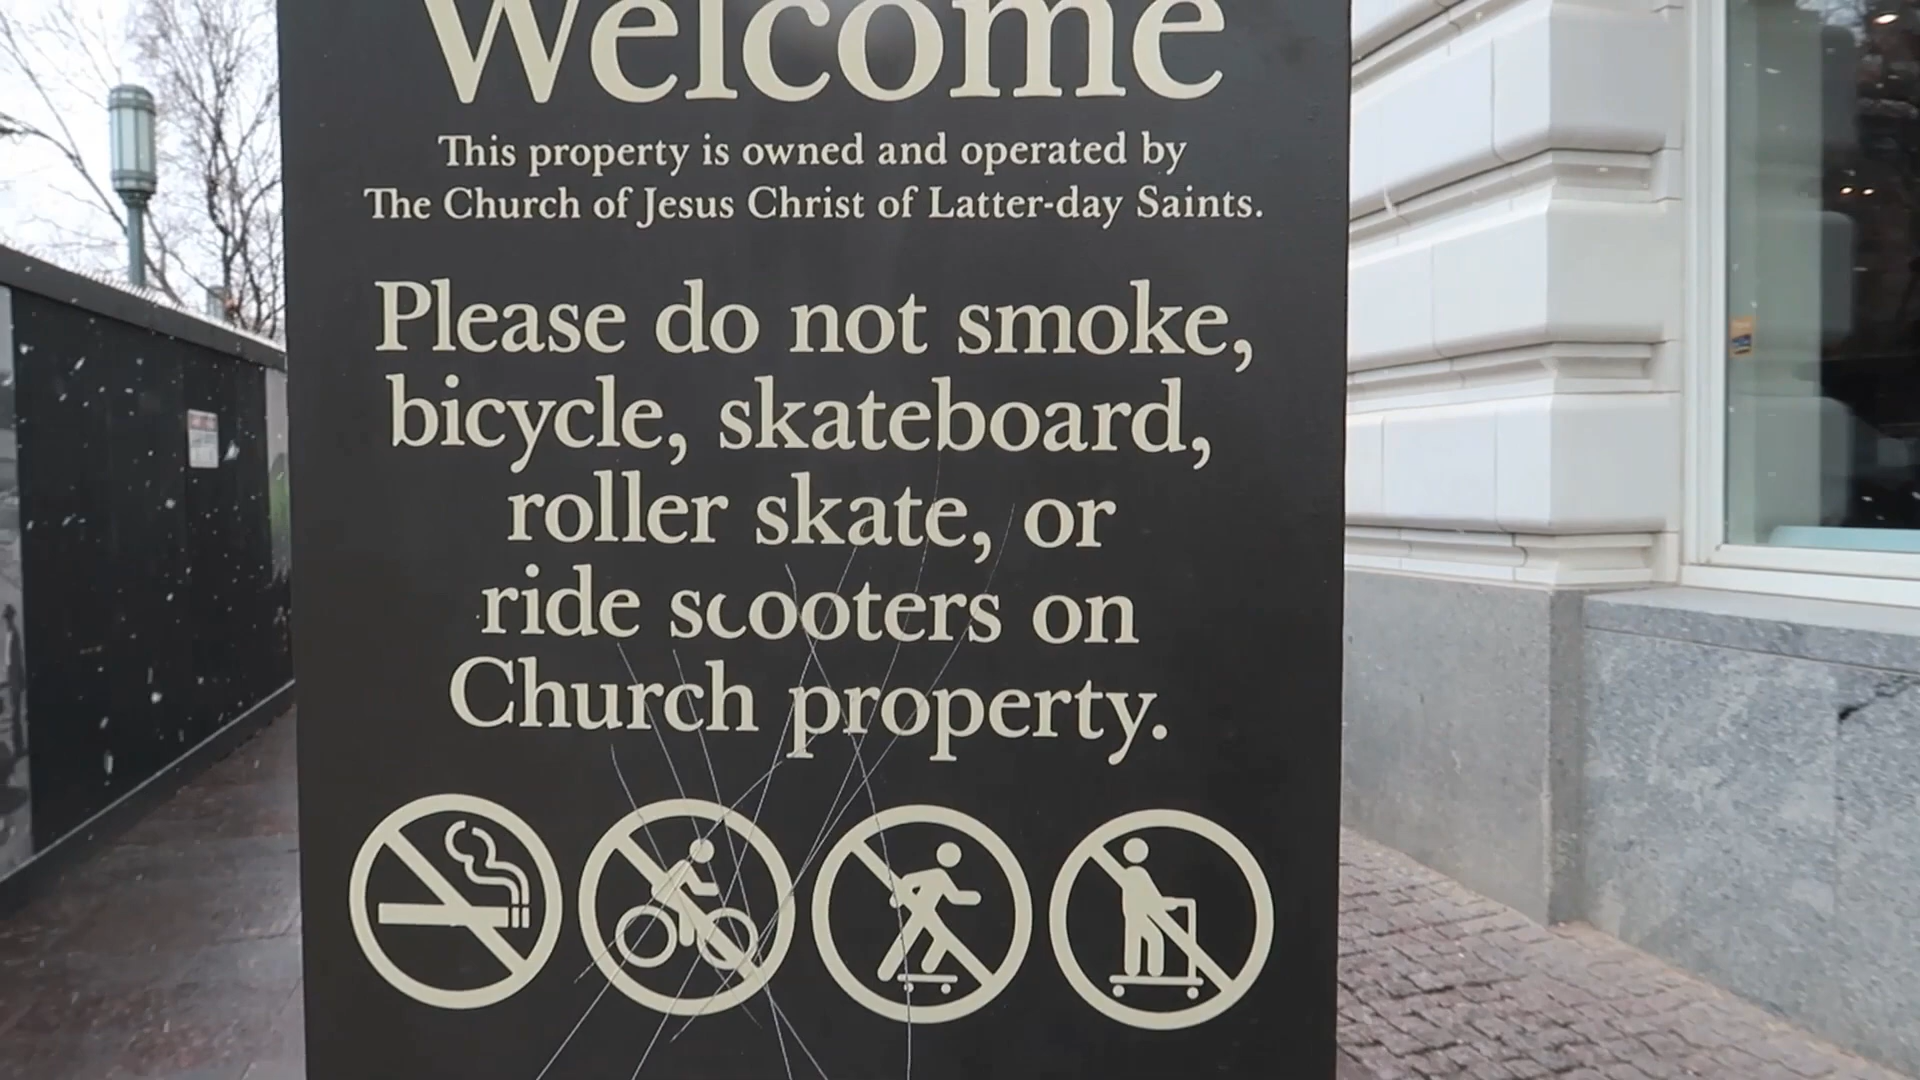 Welcome
This property is owned and operated by
The Church of Jesus Christ of Latter-day Saints.
Please do not smoke,
bicycle, skateboard,
roller skate, or
ride scooters on
Church property.